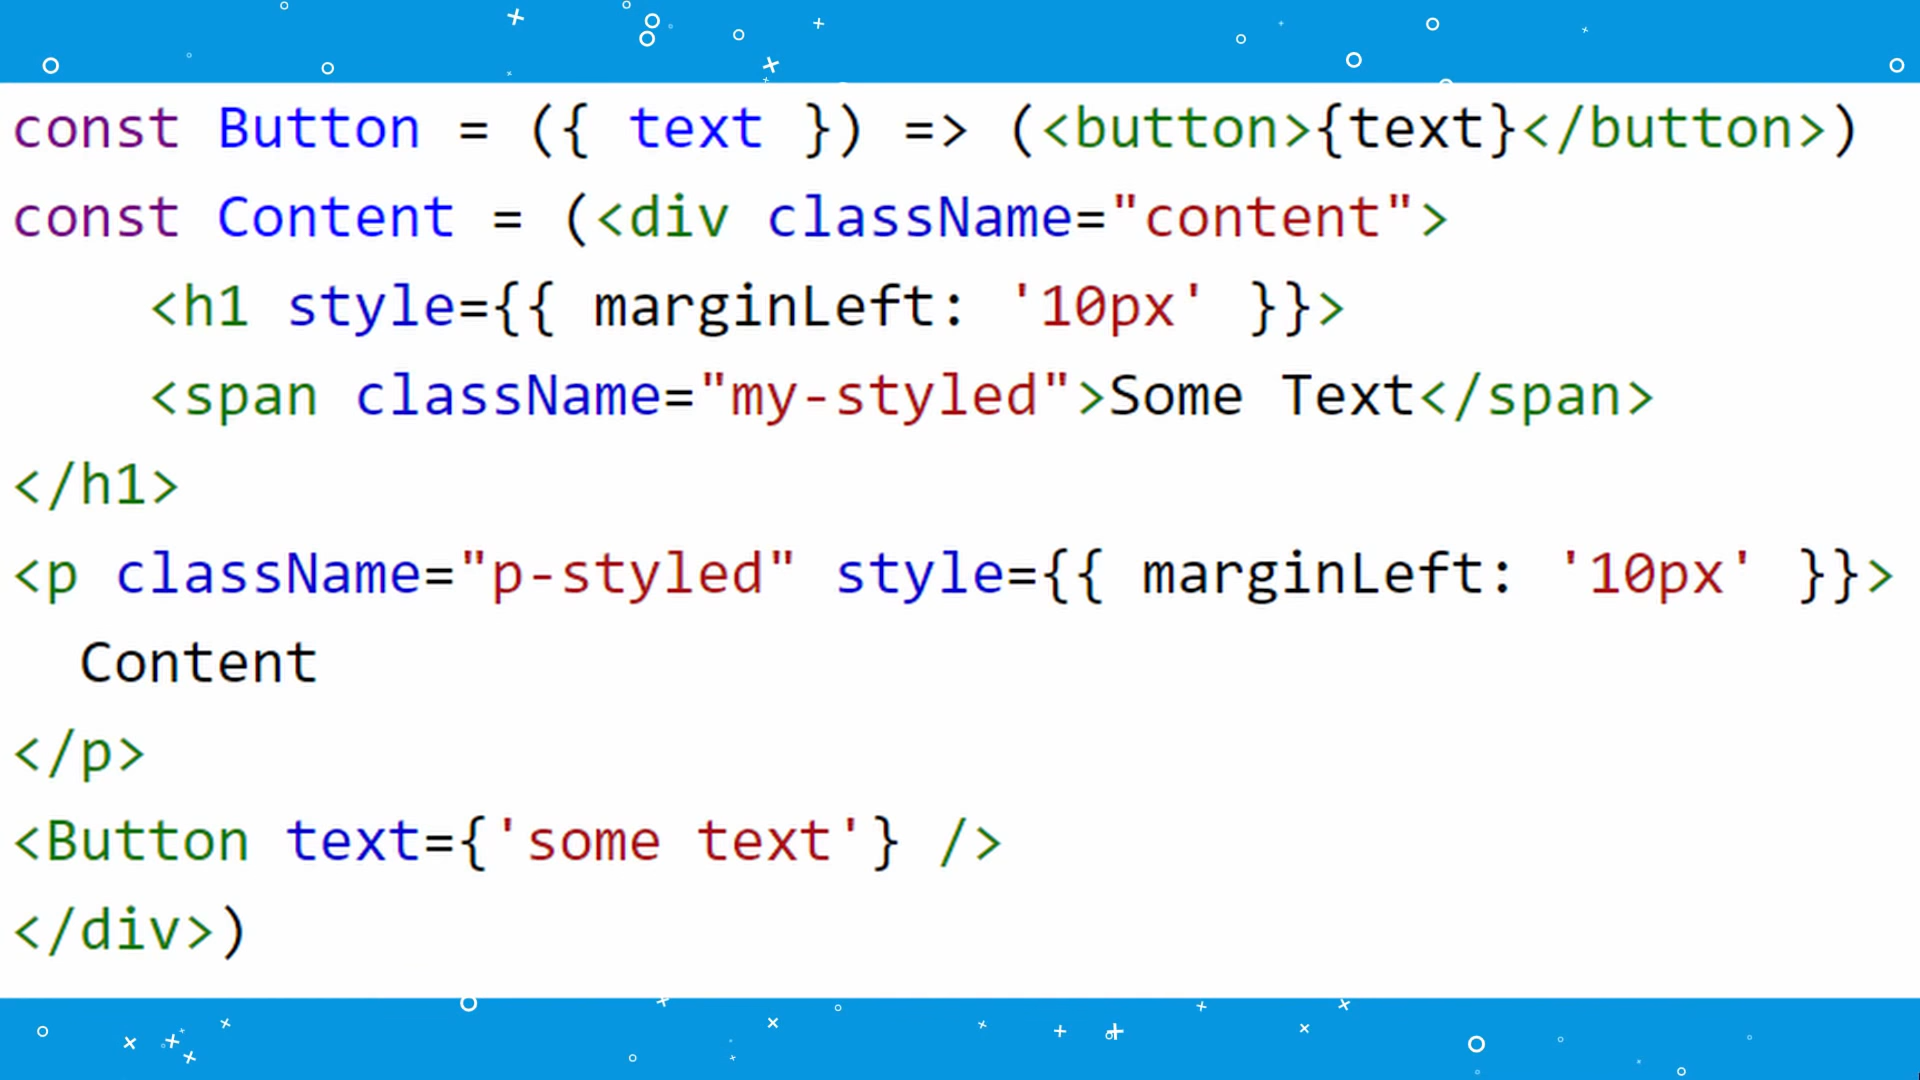 const Button = ({ text }) => (<button>{text}</button>)
const Content = (<div className="content">
    <h1 style={{ marginLeft: '10px' }}>
    <span className="my-styled">Some Text</span>
</h1>
<p className="p-styled" style={{ marginLeft: '10px' }}>
  Content
</p>
<Button text={'some text'} />
</div>)